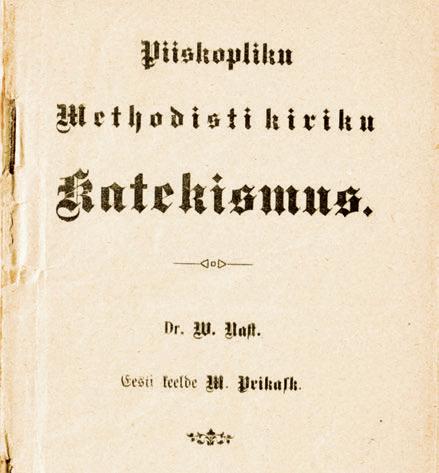 Piiskopliku
Methodisti kiriku
Katekismus.
Dr. W. Naſt.
Eesti keelde M. Prikaſk.